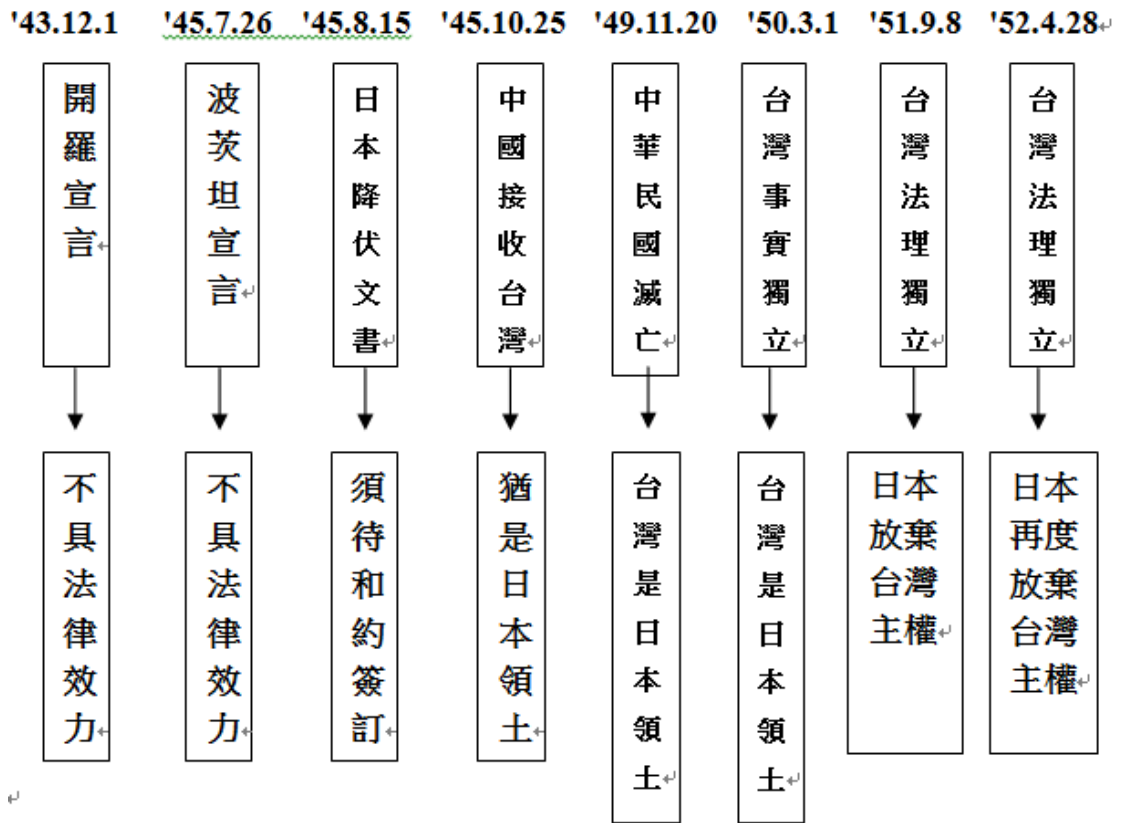 '43.12.1 '45.7.26 '45.8.15 '45.10.25 '49.11.20 '50.3.1 '51.9.8 '52.4.28
開羅宣言
波茨坦宣言
日本降伏文書
中國接收台灣
中華民國滅亡
台灣事實獨立
台灣法理獨立
台灣法理獨立
不具法律效力
不具法律效力
須待和約簽訂
猶是日本領土
台灣是日本領土
台灣是日本領土
日本
放棄
台灣
主權
日本
再度
放棄
台灣
主權